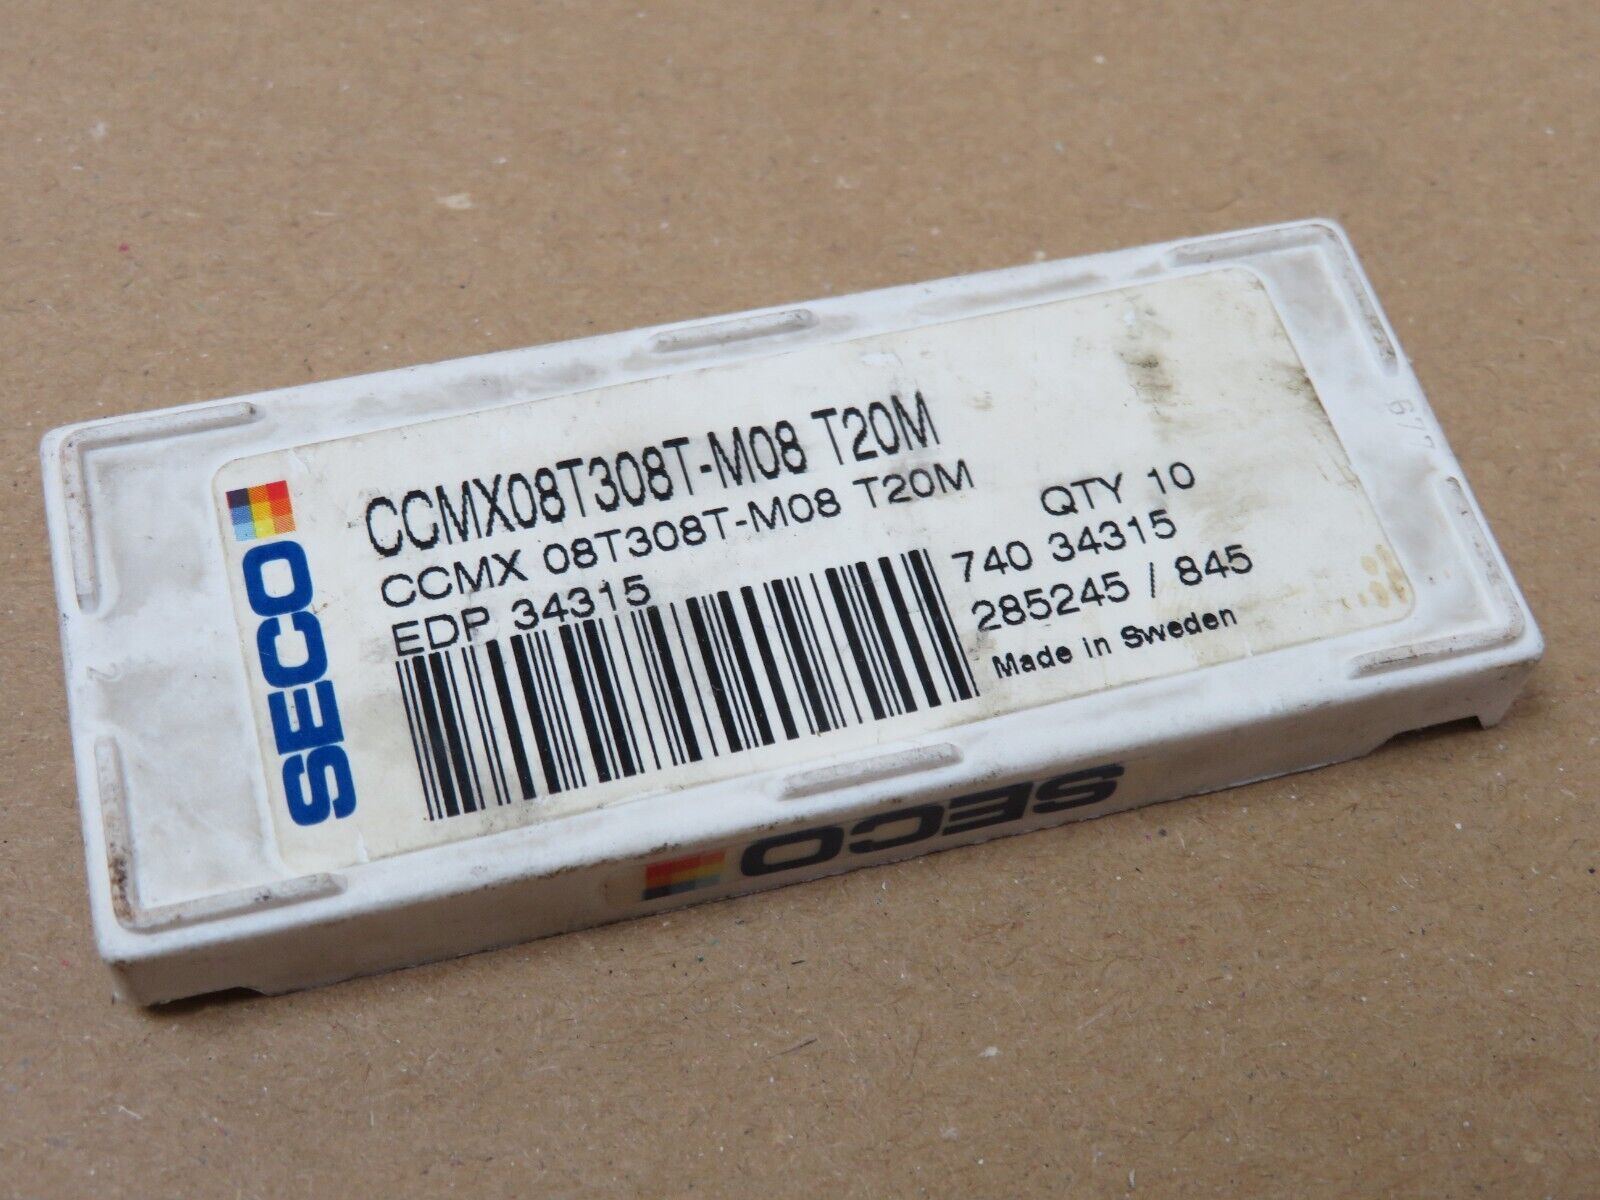 SECO
CCMX08T308T-M08 T20M
CCMX 08T308T-M08 T20M
EDP 34315
QTY 10
740 34315
285245 / 845
Made in Sweden
SECO
677